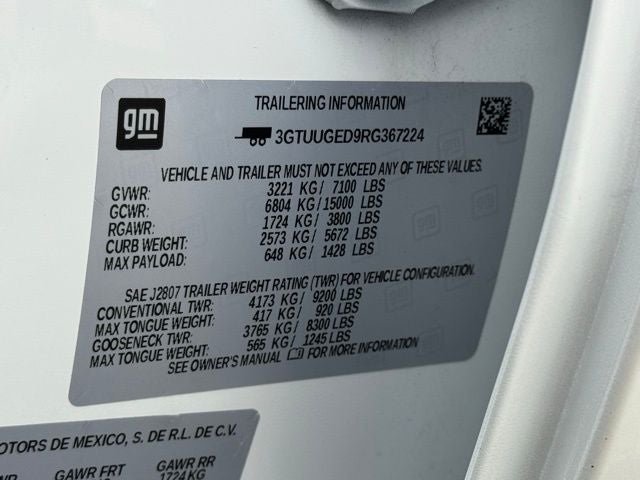 gm
TRAILERING INFORMATION
3GTUUGED9RG367224
VEHICLE AND TRAILER MUST NOT EXCEED ANY OF THESE VALUES
GVWR: 3221 KG / 7100 LBS
GCWR: 6804 KG / 15000 LBS
RGAWR: 1724 KG / 3800 LBS
CURB WEIGHT: 2573 KG / 5672 LBS
MAX PAYLOAD: 648 KG / 1428 LBS
SAE J2807 TRAILER WEIGHT RATING (TWR) FOR VEHICLE CONFIGURATION.
CONVENTIONAL TWR: 4173 KG / 9200 LBS
MAX TONGUE WEIGHT: 417 KG / 920 LBS
GOOSENECK TWR: 3765 KG / 8300 LBS
MAX TONGUE WEIGHT: 565 KG / 1245 LBS
SEE OWNER'S MANUAL FOR MORE INFORMATION
OTORS DE MEXICO, S. DE R.L. DE C.V.
GAWR FRT GAWR RR
1724 KG